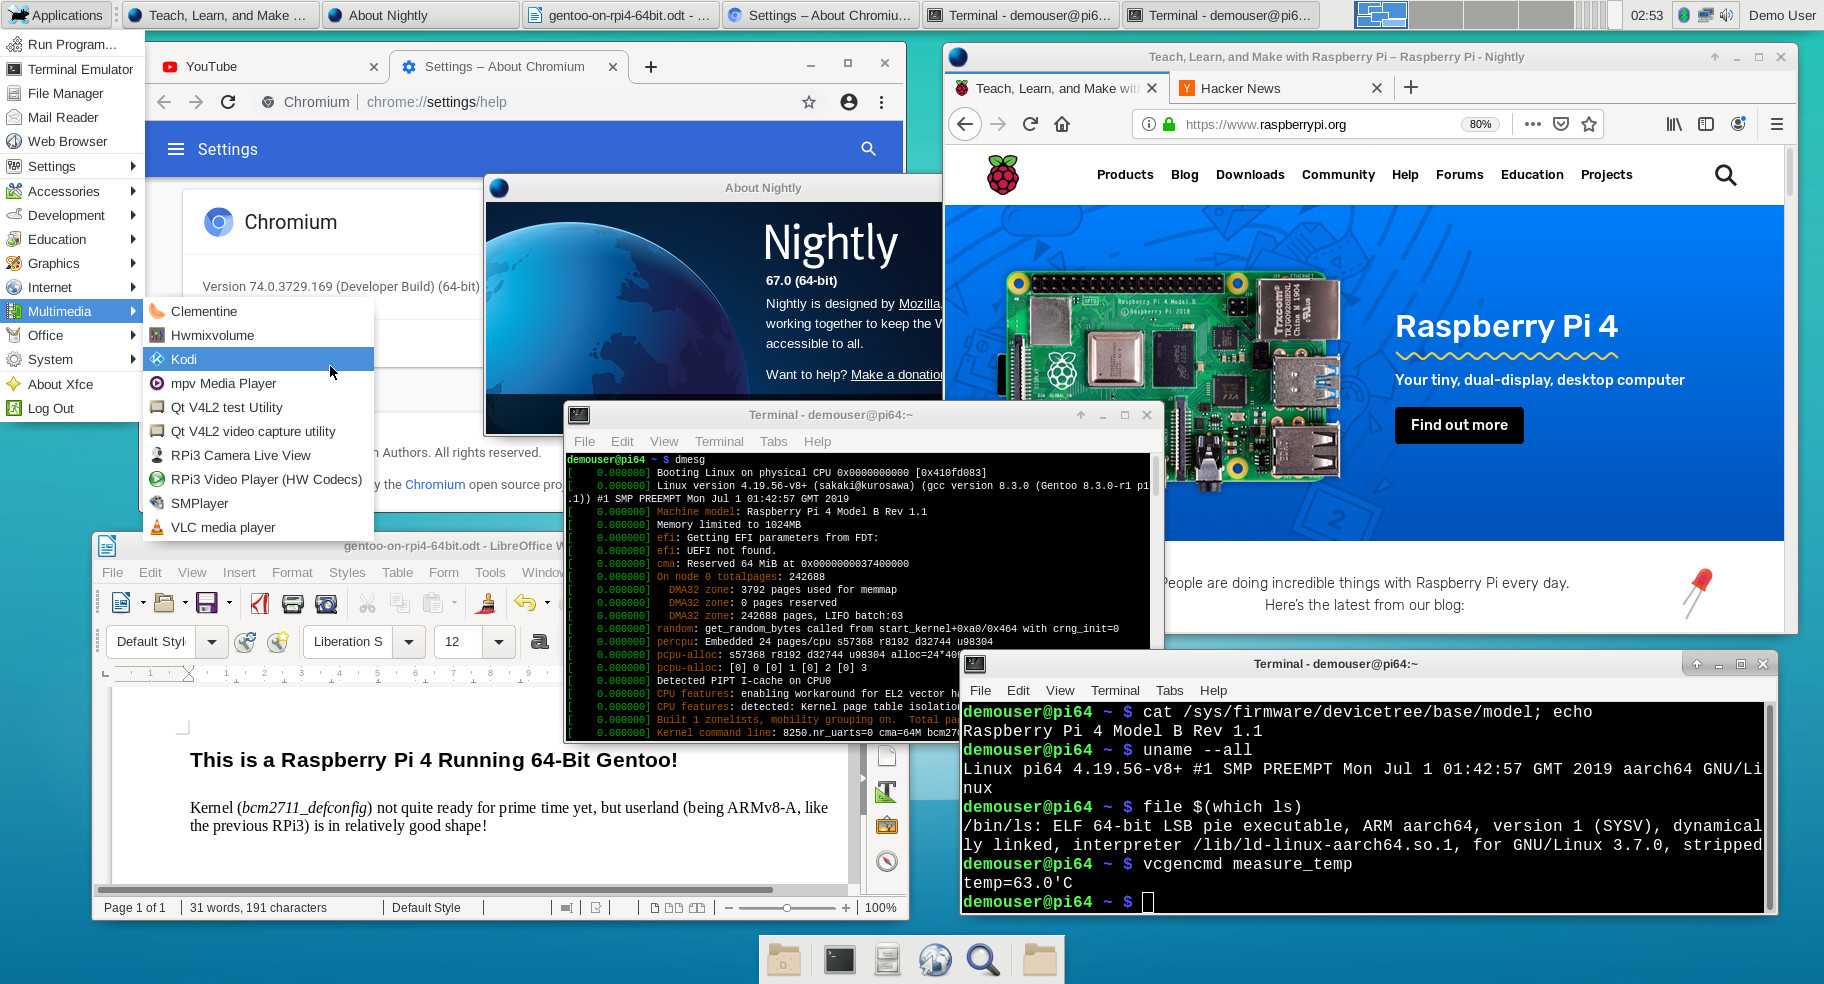 Applications
Teach, Learn, and Make ...
About Nightly
gentoo-on-rpi4-64bit.odt - ...
Settings – About Chromiu...
Terminal - demouser@pi6...
Terminal - demouser@pi6...
02:53
Demo User
Run Program...
Terminal Emulator
File Manager
Mail Reader
Web Browser
Settings
Accessories
Development
Education
Graphics
Internet
Multimedia
Office
System
About Xfce
Log Out
Clementine
Hwmixvolume
Kodi
mpv Media Player
Qt V4L2 test Utility
Qt V4L2 video capture utility
RPi3 Camera Live View
RPi3 Video Player (HW Codecs)
SMPlayer
VLC media player
YouTube
Settings – About Chromium
Chromium
chrome://settings/help
Settings
Chromium
Version 74.0.3729.169 (Developer Build) (64-bit)
Authors. All rights reserved.
y the Chromium open source
About Nightly
Nightly
67.0 (64-bit)
Nightly is designed by Mozilla,
working together to keep the
accessible to all.
Want to help? Make a donation
Teach, Learn, and Make with Raspberry Pi – Raspberry Pi - Nightly
Teach, Learn, and Make
Hacker News
https://www.raspberrypi.org
80%
Products
Blog
Downloads
Community
Help
Forums
Education
Projects
Raspberry Pi 4 Model B
©Raspberry Pi 2018
Raspberry Pi 4
Your tiny, dual-display, desktop computer
Find out more
People are doing incredible things with Raspberry Pi every day.
Here's the latest from our blog:
Terminal - demouser@pi64:~
File Edit View Terminal Tabs Help
demouser@pi64 ~ $ dmesg
[    0.000000] Booting Linux on physical CPU 0x0000000000 [0x410fd083]
[    0.000000] Linux version 4.19.56-v8+ (sakaki@kurosawa) (gcc version 8.3.0 (Gentoo 8.3.0-r1 p1
.1)) #1 SMP PREEMPT Mon Jul 1 01:42:57 GMT 2019
[    0.000000] Machine model: Raspberry Pi 4 Model B Rev 1.1
[    0.000000] Memory limited to 1024MB
[    0.000000] efi: Getting EFI parameters from FDT:
[    0.000000] efi: UEFI not found.
[    0.000000] cma: Reserved 64 MiB at 0x0000000037400000
[    0.000000] On node 0 totalpages: 242688
[    0.000000]   DMA32 zone: 3792 pages used for memmap
[    0.000000]   DMA32 zone: 0 pages reserved
[    0.000000]   DMA32 zone: 242688 pages, LIFO batch:63
[    0.000000] random: get_random_bytes called from start_kernel+0xa0/0x464 with crng_init=0
[    0.000000] percpu: Embedded 24 pages/cpu s57368 r8192 d32744 u98304
[    0.000000] pcpu-alloc: s57368 r8192 d32744 u98304 alloc=24*409
[    0.000000] pcpu-alloc: [0] 0 [0] 1 [0] 2 [0] 3
[    0.000000] Detected PIPT I-cache on CPU0
[    0.000000] CPU features: enabling workaround for EL2 vector ha
[    0.000000] CPU features: detected: Kernel page table isolation
[    0.000000] Built 1 zonelists, mobility grouping on.  Total pa
[    0.000000] Kernel command line: 8250.nr_uarts=0 cma=64M bcm270
gentoo-on-rpi4-64bit.odt - LibreOffice W
File Edit View Insert Format Styles Table Form Tools Window
Default Styl
Liberation S
12
1 1 2 3 4 5 6 7 8 9
This is a Raspberry Pi 4 Running 64-Bit Gentoo!
Kernel (bcm2711_defconfig) not quite ready for prime time yet, but userland (being ARMv8-A, like
the previous RPi3) is in relatively good shape!
Page 1 of 1
31 words, 191 characters
Default Style
100%
Terminal - demouser@pi64:~
File Edit View Terminal Tabs Help
demouser@pi64 ~ $ cat /sys/firmware/devicetree/base/model; echo
Raspberry Pi 4 Model B Rev 1.1
demouser@pi64 ~ $ uname --all
Linux pi64 4.19.56-v8+ #1 SMP PREEMPT Mon Jul 1 01:42:57 GMT 2019 aarch64 GNU/Li
nux
demouser@pi64 ~ $ file $(which ls)
/bin/ls: ELF 64-bit LSB pie executable, ARM aarch64, version 1 (SYSV), dynamical
ly linked, interpreter /lib/ld-linux-aarch64.so.1, for GNU/Linux 3.7.0, stripped
demouser@pi64 ~ $ vcgencmd measure_temp
temp=63.0'C
demouser@pi64 ~ $